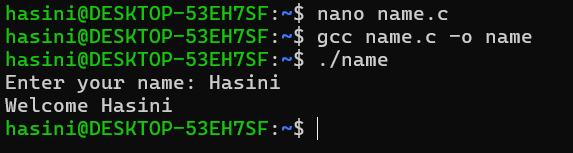 hasini@DESKTOP-53EH7SF:~$ nano name.c
hasini@DESKTOP-53EH7SF:~$ gcc name.c -o name
hasini@DESKTOP-53EH7SF:~$ ./name
Enter your name: Hasini
Welcome Hasini
hasini@DESKTOP-53EH7SF:~$